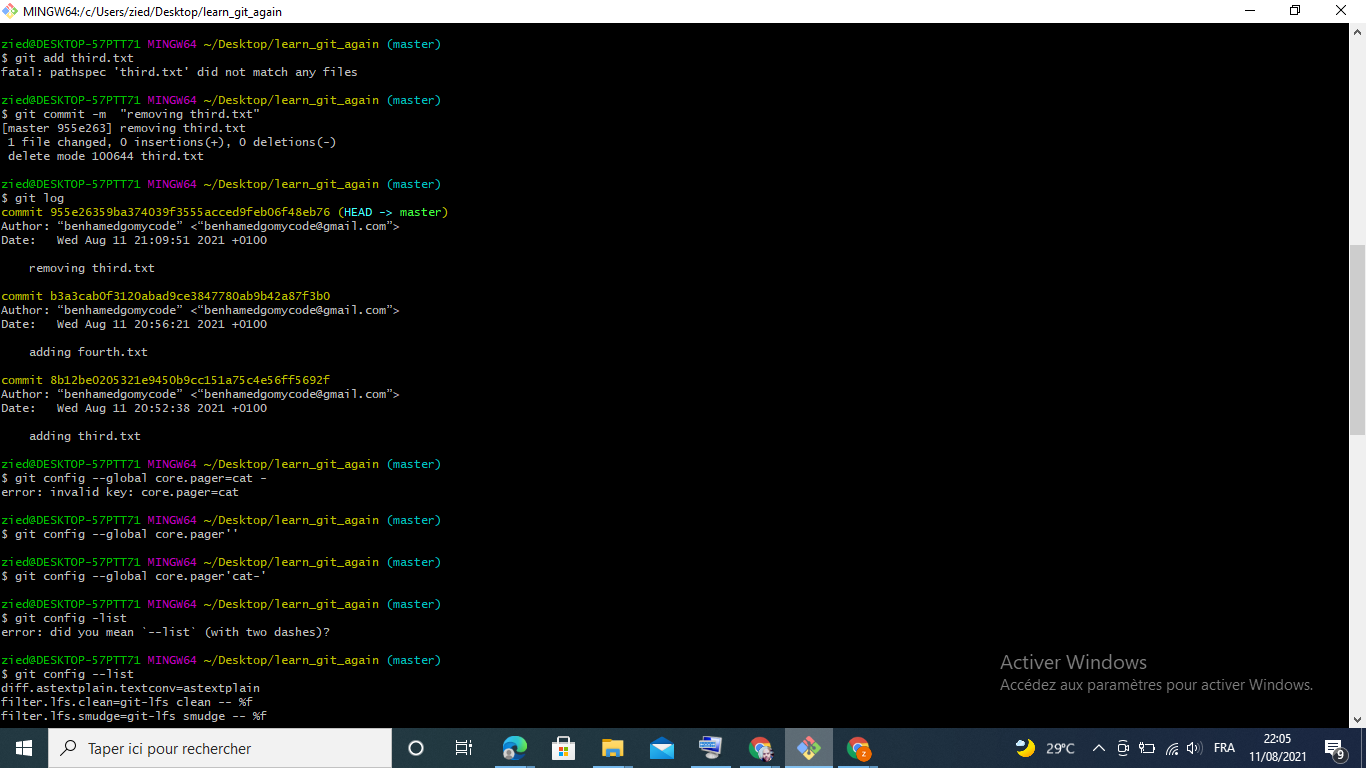 MINGW64:/c/Users/zied/Desktop/learn_git_again
zied@DESKTOP-57PTT71 MINGW64 ~/Desktop/learn_git_again (master)
$ git add third.txt
fatal: pathspec 'third.txt' did not match any files
zied@DESKTOP-57PTT71 MINGW64 ~/Desktop/learn_git_again (master)
$ git commit -m  "removing third.txt"
[master 955e263] removing third.txt
 1 file changed, 0 insertions(+), 0 deletions(-)
 delete mode 100644 third.txt
zied@DESKTOP-57PTT71 MINGW64 ~/Desktop/learn_git_again (master)
$ git log
commit 955e26359ba374039f3555acced9feb06f48eb76 (HEAD -> master)
Author: “benhamedgomycode” <“benhamedgomycode@gmail.com”>
Date:   Wed Aug 11 21:09:51 2021 +0100
    removing third.txt
commit b3a3cab0f3120abad9ce3847780ab9b42a87f3b0
Author: “benhamedgomycode” <“benhamedgomycode@gmail.com”>
Date:   Wed Aug 11 20:56:21 2021 +0100
    adding fourth.txt
commit 8b12be0205321e9450b9cc151a75c4e56ff5692f
Author: “benhamedgomycode” <“benhamedgomycode@gmail.com”>
Date:   Wed Aug 11 20:52:38 2021 +0100
    adding third.txt
zied@DESKTOP-57PTT71 MINGW64 ~/Desktop/learn_git_again (master)
$ git config --global core.pager=cat -
error: invalid key: core.pager=cat
zied@DESKTOP-57PTT71 MINGW64 ~/Desktop/learn_git_again (master)
$ git config --global core.pager''
zied@DESKTOP-57PTT71 MINGW64 ~/Desktop/learn_git_again (master)
$ git config --global core.pager'cat-'
zied@DESKTOP-57PTT71 MINGW64 ~/Desktop/learn_git_again (master)
$ git config -list
error: did you mean `--list` (with two dashes)?
zied@DESKTOP-57PTT71 MINGW64 ~/Desktop/learn_git_again (master)
$ git config --list
diff.astextplain.textconv=astextplain
filter.lfs.clean=git-lfs clean -- %f
filter.lfs.smudge=git-lfs smudge -- %f
Activer Windows
Accédez aux paramètres pour activer Windows.
Taper ici pour rechercher
z
29°C
FRA
22:05
11/08/2021
9